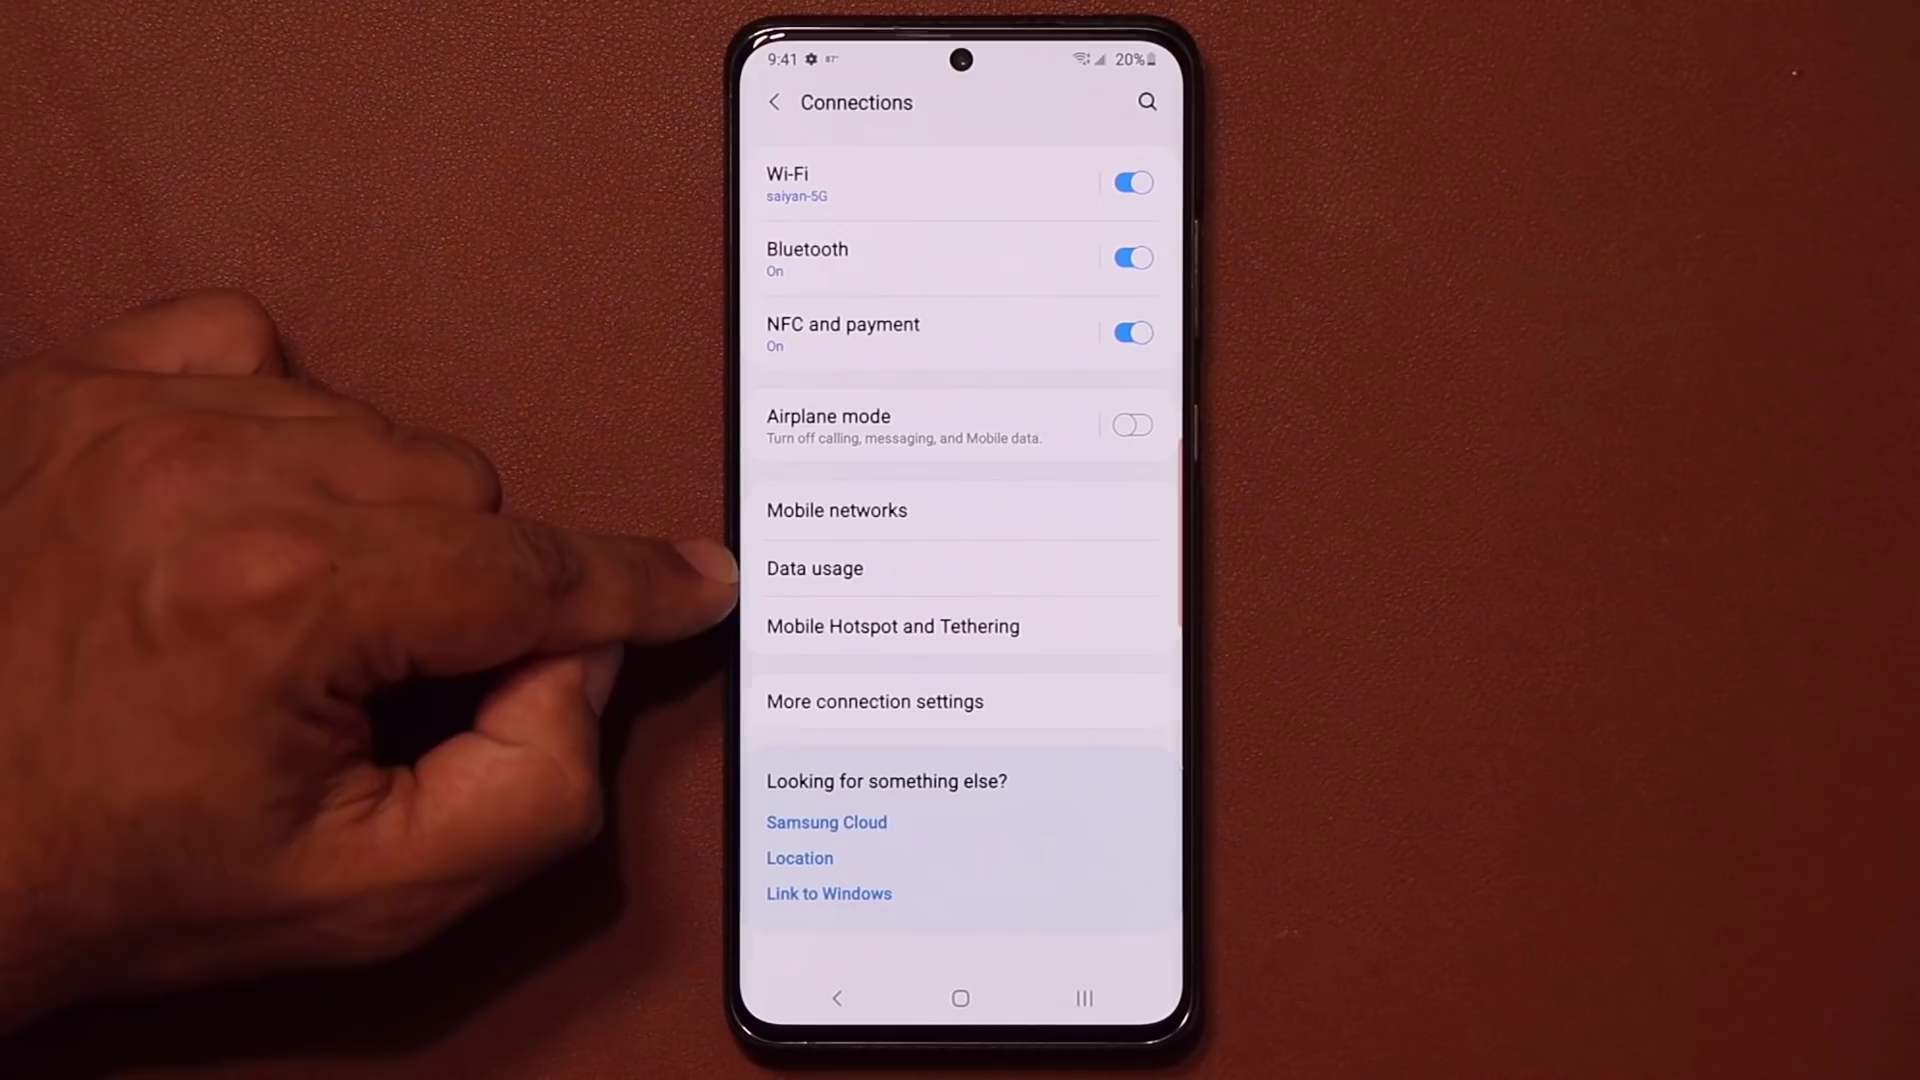 9:41 87° 20%
Connections
Wi-Fi
saiyan-5G
Bluetooth
On
NFC and payment
On
Airplane mode
Turn off calling, messaging, and Mobile data.
Mobile networks
Data usage
Mobile Hotspot and Tethering
More connection settings
Looking for something else?
Samsung Cloud
Location
Link to Windows